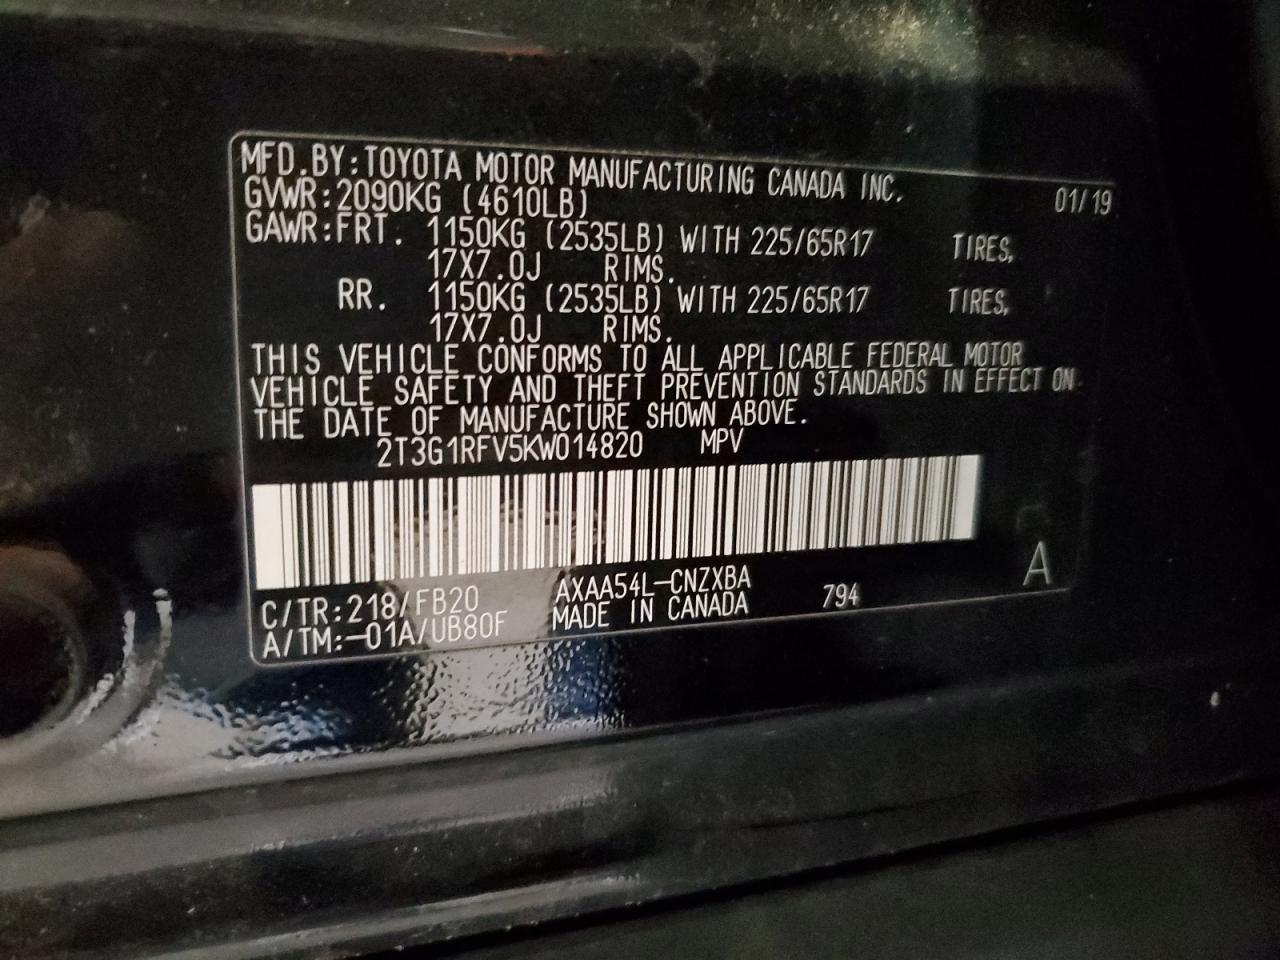 MFD.BY:TOYOTA MOTOR MANUFACTURING CANADA INC. 01/19
GVWR:2090KG (4610LB)
GAWR:FRT. 1150KG (2535LB) WITH 225/65R17 TIRES,
17X7.0J RIMS.
RR. 1150KG (2535LB) WITH 225/65R17 TIRES,
17X7.0J RIMS.
THIS VEHICLE CONFORMS TO ALL APPLICABLE FEDERAL MOTOR
VEHICLE SAFETY AND THEFT PREVENTION STANDARDS IN EFFECT ON
THE DATE OF MANUFACTURE SHOWN ABOVE.
2T3G1RFV5KW014820 MPV
C/TR:218/FB20 AXAA54L-CNZXBA 794 A
A/TM:-01A/UB80F MADE IN CANADA